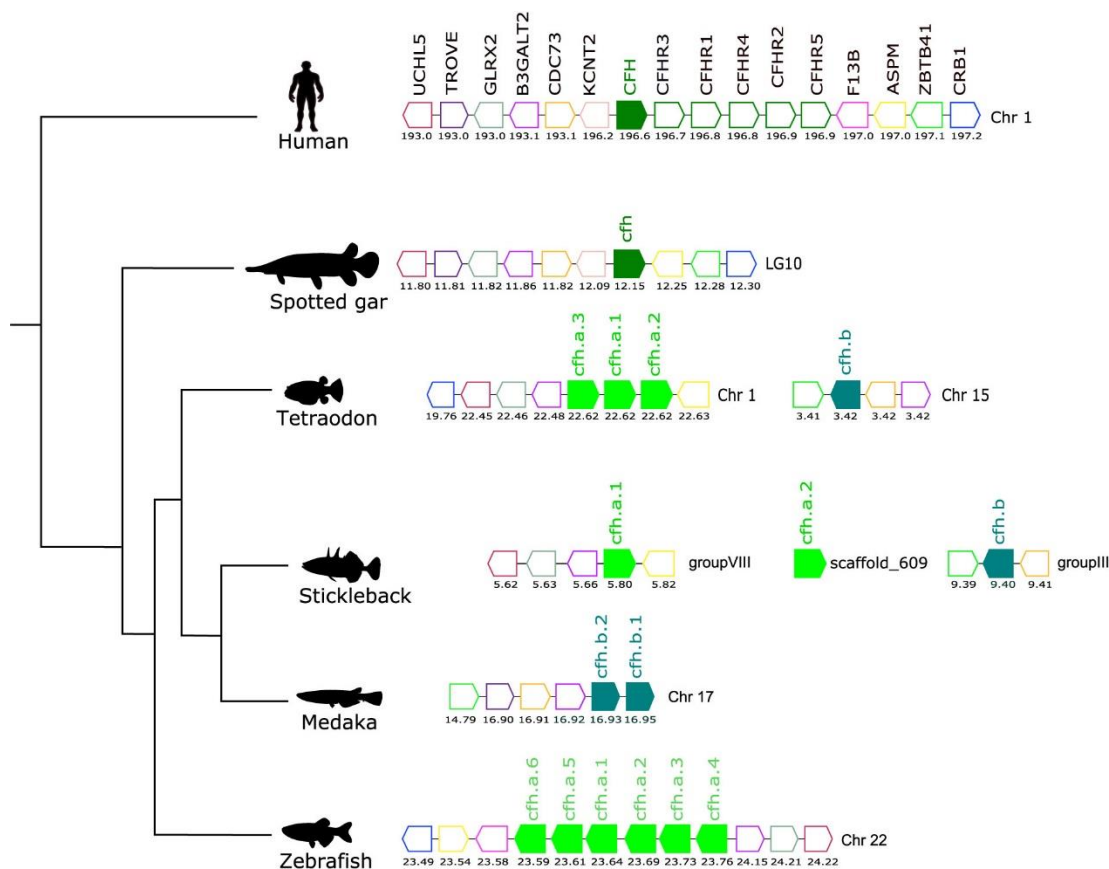 UCHL5 TROVE GLRX2 B3GALT2 CDC73 KCNT2 CFH CFHR3 CFHR1 CFHR4 CFHR2 CFHR5 F13B ASPM ZBTB41 CRB1
Chr 1
193.0 193.0 193.0 193.1 193.1 196.2 196.6 196.7 196.8 196.8 196.9 196.9 197.0 197.0 197.1 197.2
Human
cfh
LG10
11.80 11.81 11.82 11.86 11.82 12.09 12.15 12.25 12.28 12.30
Spotted gar
cfh.a.3 cfh.a.1 cfh.a.2 cfh.b
Chr 1 Chr 15
19.76 22.45 22.46 22.48 22.62 22.62 22.62 22.63 3.41 3.42 3.42 3.42
Tetraodon
cfh.a.1 cfh.a.2 cfh.b
groupVIII scaffold_609 groupIII
5.62 5.63 5.66 5.80 5.82 9.39 9.40 9.41
Stickleback
cfh.b.2 cfh.b.1
Chr 17
14.79 16.90 16.91 16.92 16.93 16.95
Medaka
cfh.a.6 cfh.a.5 cfh.a.1 cfh.a.2 cfh.a.3 cfh.a.4
Chr 22
23.49 23.54 23.58 23.59 23.61 23.64 23.69 23.73 23.76 24.15 24.21 24.22
Zebrafish